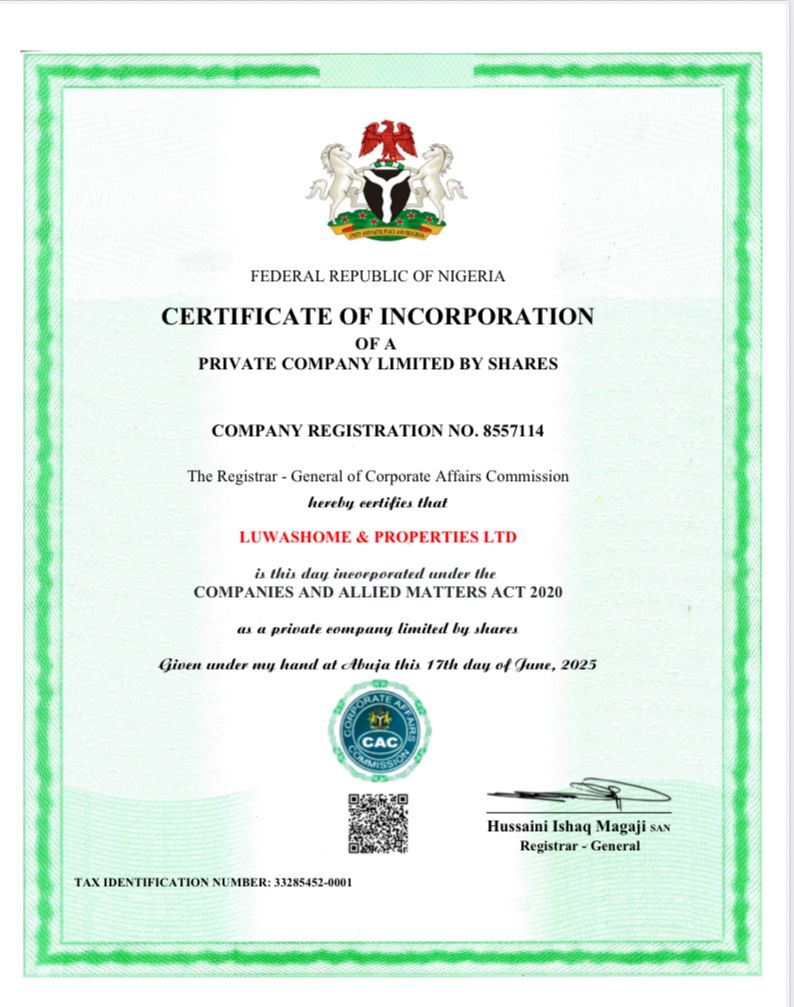 UNITY AND FAITH, PEACE AND PROGRESS
FEDERAL REPUBLIC OF NIGERIA
CERTIFICATE OF INCORPORATION
OF A
PRIVATE COMPANY LIMITED BY SHARES
COMPANY REGISTRATION NO. 8557114
The Registrar - General of Corporate Affairs Commission
hereby certifies that
LUWASHOME & PROPERTIES LTD
is this day incorporated under the
COMPANIES AND ALLIED MATTERS ACT 2020
as a private company limited by shares
Given under my hand at Abuja this 17th day of June, 2025
CORPORATE AFFAIRS
CAC
COMMISSION
Hussaini Ishaq Magaji SAN
Registrar - General
TAX IDENTIFICATION NUMBER: 33285452-0001